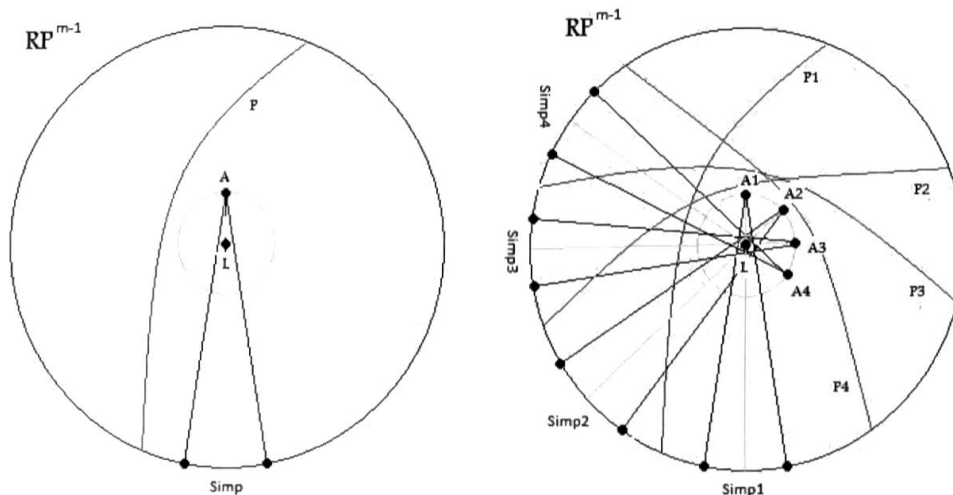 RP^m-1
P
A
L
Simp
RP^m-1
P1
Simp4
A1
A2
P2
A3
Simp3
L
A4
P3
P4
Simp2
Simp1